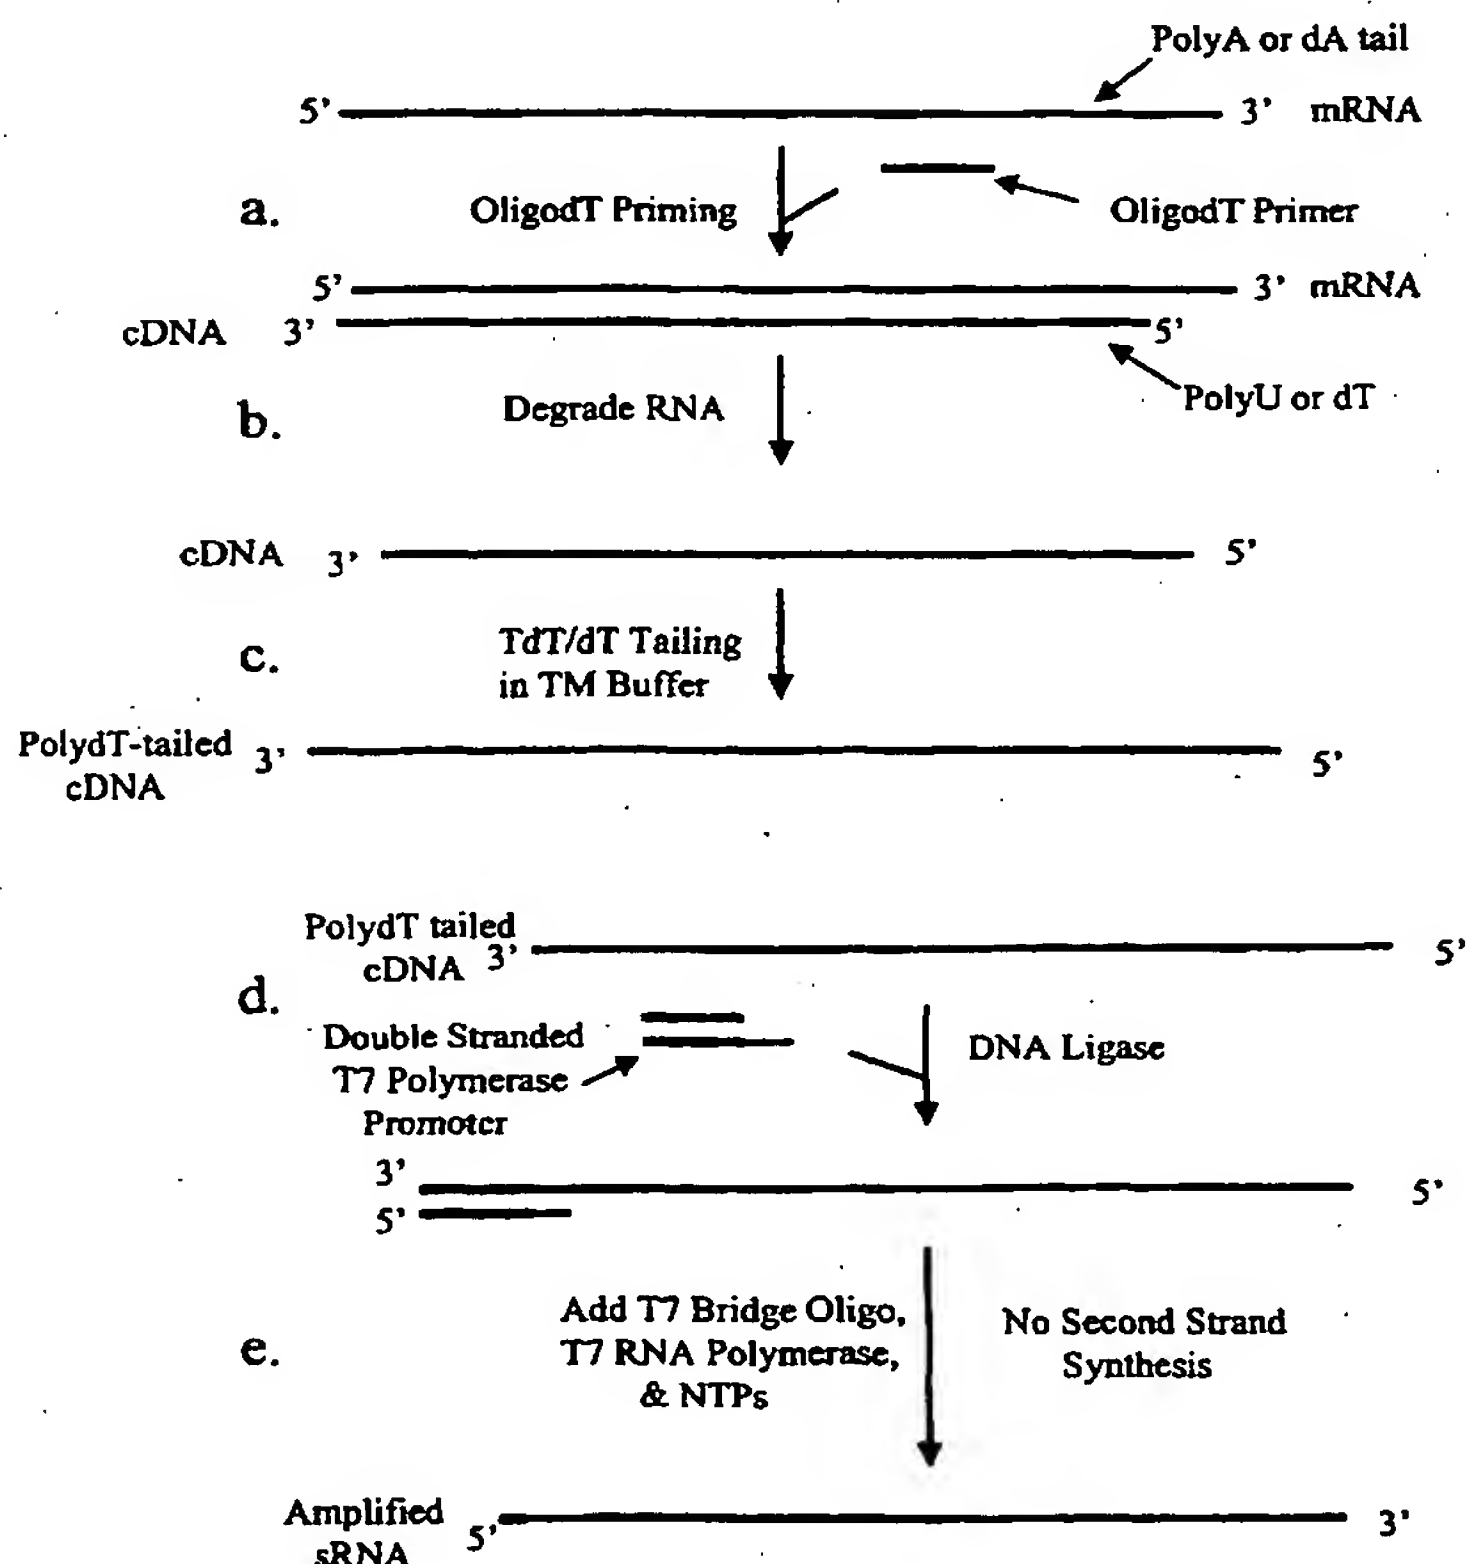 PolyA or dA tail
5' 3' mRNA
a. OligodT Priming OligodT Primer
5' 3' mRNA
cDNA 3' 5'
PolyU or dT
b. Degrade RNA
cDNA 3' 5'
c. TdT/dT Tailing
in TM Buffer
PolydT-tailed 3' 5'
cDNA
PolydT tailed
cDNA 3' 5'
d.
Double Stranded
T7 Polymerase
Promoter
DNA Ligase
3' 5'
5'
e. Add T7 Bridge Oligo,
T7 RNA Polymerase,
& NTPs
No Second Strand
Synthesis
Amplified 5' 3'
sRNA